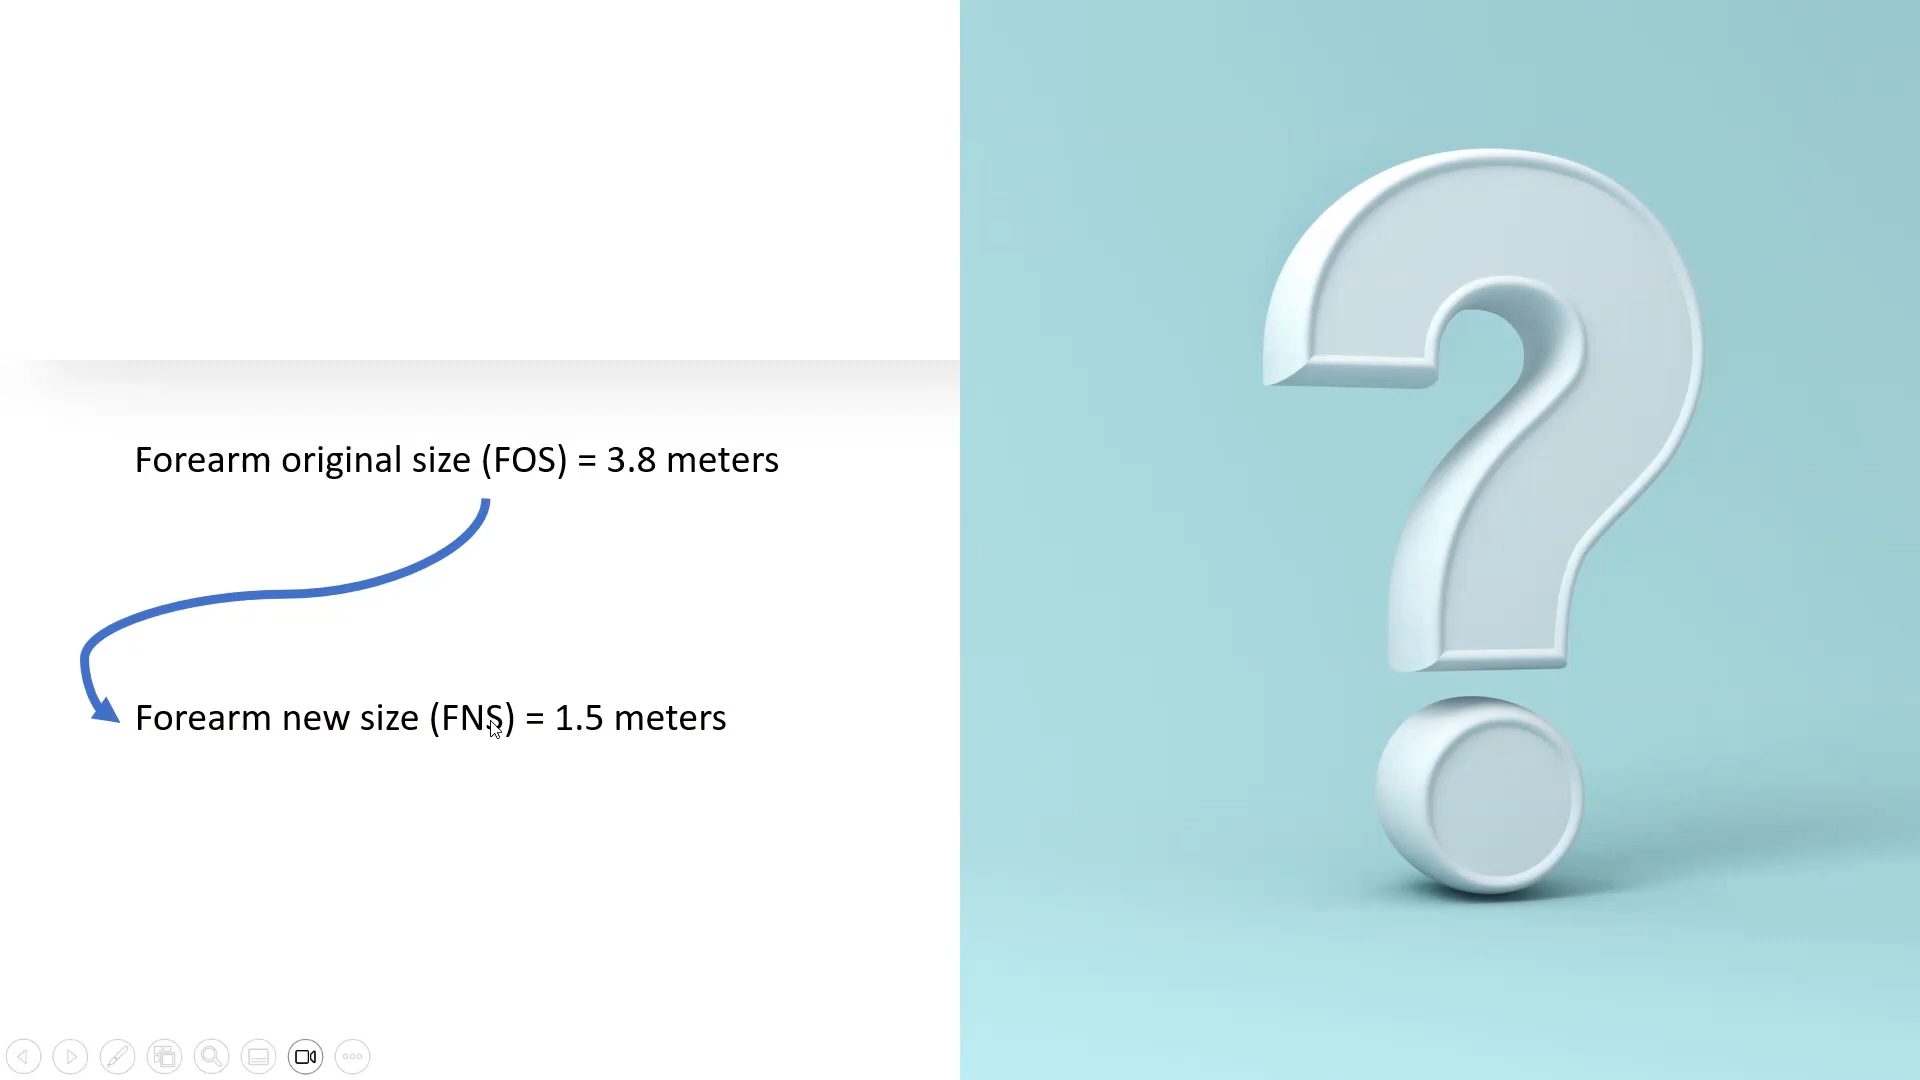 Forearm original size (FOS) = 3.8 meters
Forearm new size (FNS) = 1.5 meters